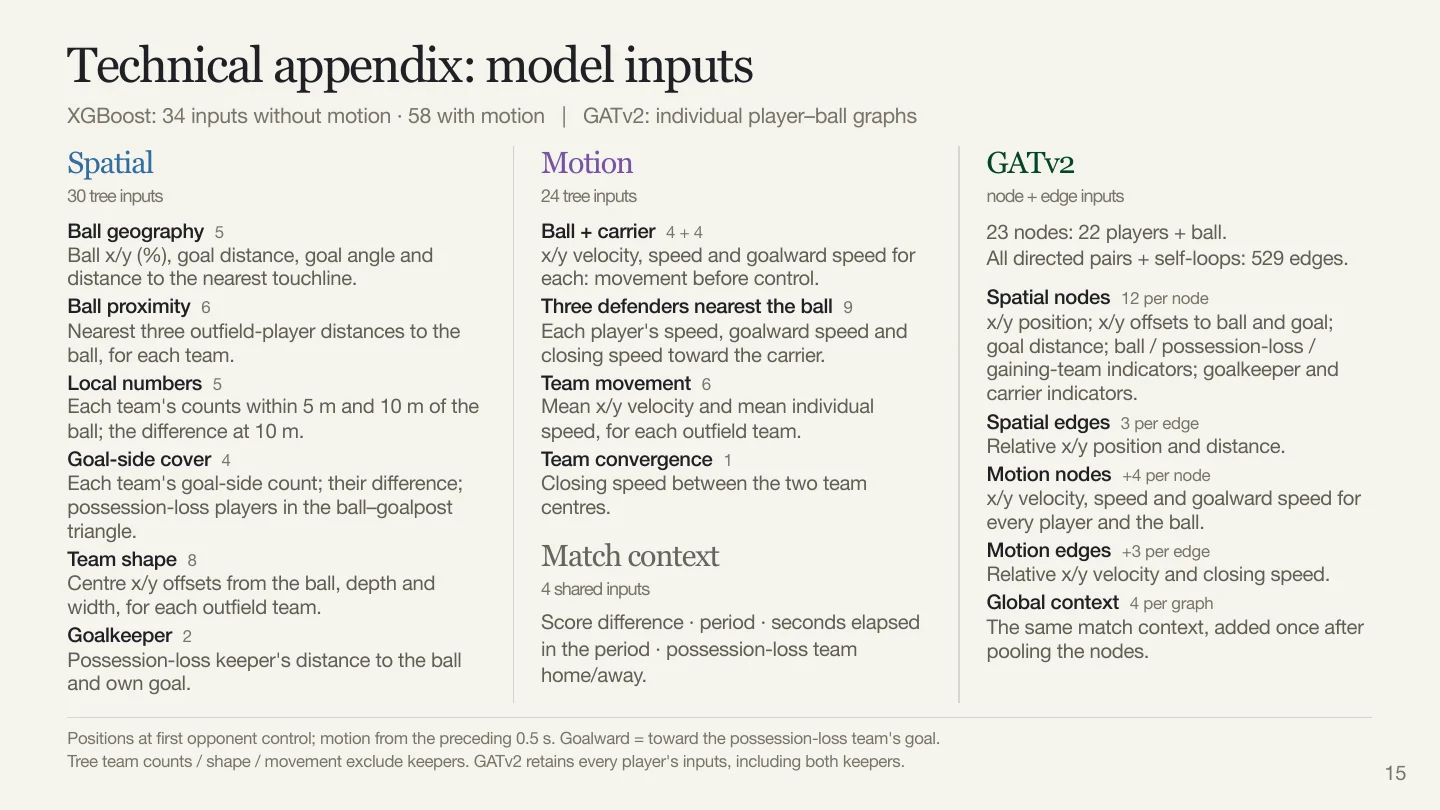 Technical appendix: model inputs
XGBoost: 34 inputs without motion · 58 with motion | GATv2: individual player–ball graphs
Spatial
30 tree inputs
Ball geography 5
Ball x/y (%), goal distance, goal angle and
distance to the nearest touchline.
Ball proximity 6
Nearest three outfield-player distances to the
ball, for each team.
Local numbers 5
Each team's counts within 5 m and 10 m of the
ball; the difference at 10 m.
Goal-side cover 4
Each team's goal-side count; their difference;
possession-loss players in the ball–goalpost
triangle.
Team shape 8
Centre x/y offsets from the ball, depth and
width, for each outfield team.
Goalkeeper 2
Possession-loss keeper's distance to the ball
and own goal.
Motion
24 tree inputs
Ball + carrier 4 + 4
x/y velocity, speed and goalward speed for
each: movement before control.
Three defenders nearest the ball 9
Each player's speed, goalward speed and
closing speed toward the carrier.
Team movement 6
Mean x/y velocity and mean individual
speed, for each outfield team.
Team convergence 1
Closing speed between the two team
centres.
Match context
4 shared inputs
Score difference · period · seconds elapsed
in the period · possession-loss team
home/away.
GATv2
node + edge inputs
23 nodes: 22 players + ball.
All directed pairs + self-loops: 529 edges.
Spatial nodes 12 per node
x/y position; x/y offsets to ball and goal;
goal distance; ball / possession-loss /
gaining-team indicators; goalkeeper and
carrier indicators.
Spatial edges 3 per edge
Relative x/y position and distance.
Motion nodes +4 per node
x/y velocity, speed and goalward speed for
every player and the ball.
Motion edges +3 per edge
Relative x/y velocity and closing speed.
Global context 4 per graph
The same match context, added once after
pooling the nodes.
Positions at first opponent control; motion from the preceding 0.5 s. Goalward = toward the possession-loss team's goal.
Tree team counts / shape / movement exclude keepers. GATv2 retains every player's inputs, including both keepers.
15